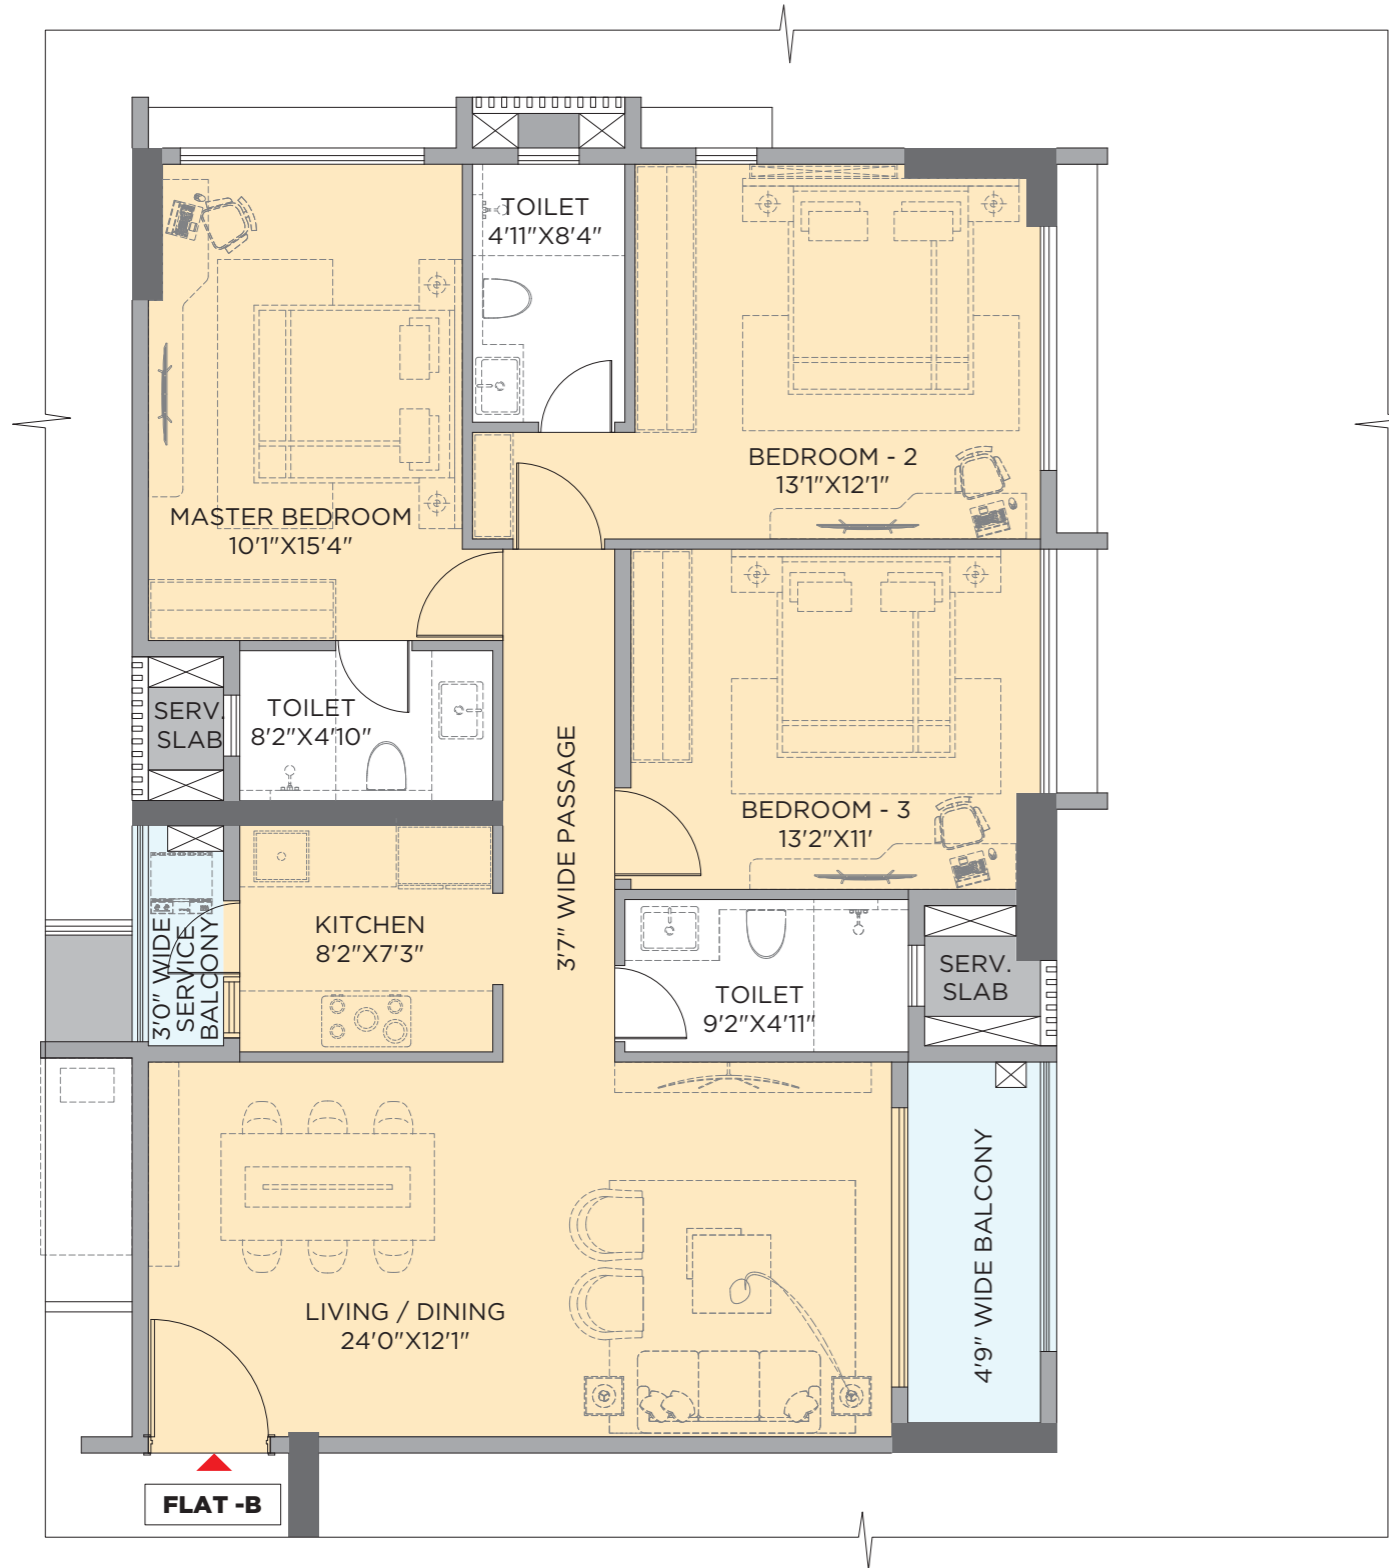 TOILET
4'11"X8'4"
BEDROOM - 2
13'1"X12'1"
MASTER BEDROOM
10'1"X15'4"
SERV.
SLAB
TOILET
8'2"X4'10"
3'7" WIDE PASSAGE
BEDROOM - 3
13'2"X11'
3'0" WIDE
SERVICE
BALCONY
KITCHEN
8'2"X7'3"
TOILET
9'2"X4'11"
SERV.
SLAB
LIVING / DINING
24'0"X12'1"
4'9" WIDE BALCONY
FLAT -B